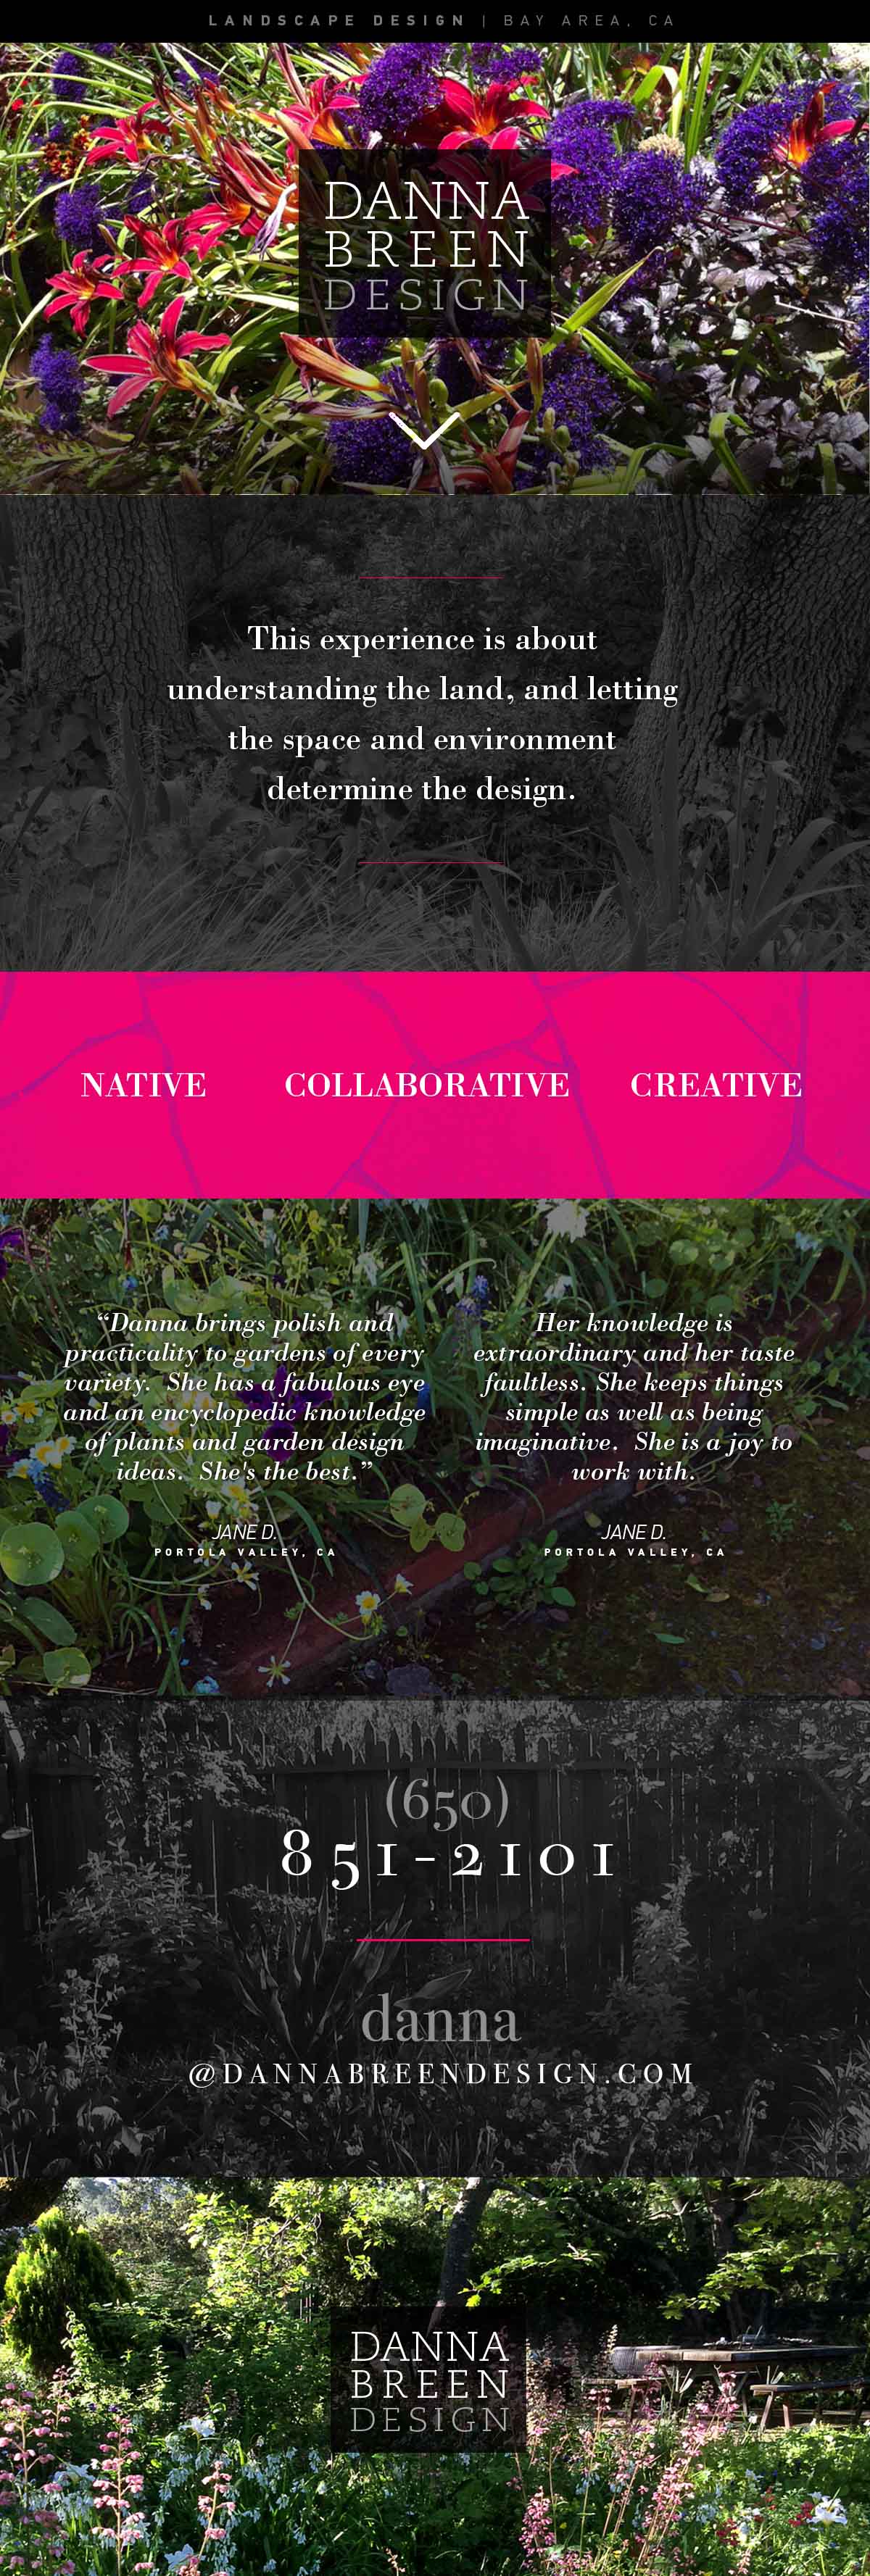 LANDSCAPE DESIGN | BAY AREA, CA
DANNA
BREEN
DESIGN
This experience is about
understanding the land, and letting
the space and environment
determine the design.
NATIVE COLLABORATIVE CREATIVE
“Danna brings polish and
practicality to gardens of every
variety. She has a fabulous eye
and an encyclopedic knowledge
of plants and garden design
ideas. She's the best.”
JANE D.
PORTOLA VALLEY, CA
Her knowledge is
extraordinary and her taste
faultless. She keeps things
simple as well as being
imaginative. She is a joy to
work with.
JANE D.
PORTOLA VALLEY, CA
(650)
851-2101
danna
@DANNABREENDESIGN.COM
DANNA
BREEN
DESIGN